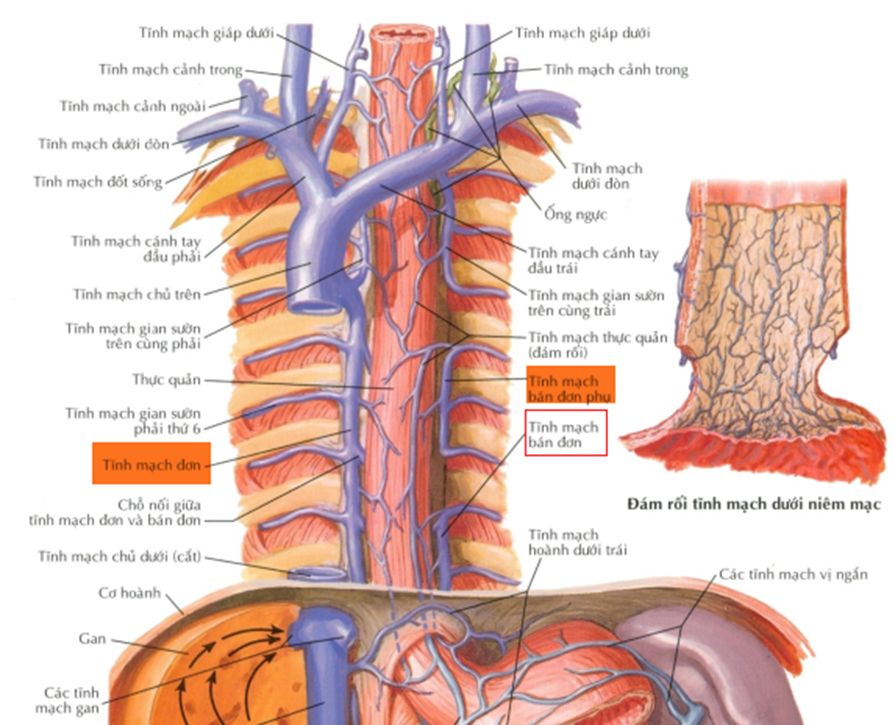 Tĩnh mạch giáp dưới
Tĩnh mạch cảnh trong
Tĩnh mạch cảnh ngoài
Tĩnh mạch dưới đòn
Tĩnh mạch đốt sống
Tĩnh mạch cánh tay
đầu phải
Tĩnh mạch chủ trên
Tĩnh mạch gian sườn
trên cùng phải
Thực quản
Tĩnh mạch gian sườn
phải thứ 6
Tĩnh mạch đơn
Chỗ nối giữa
tĩnh mạch đơn và bán đơn
Tĩnh mạch chủ dưới (cắt)
Cơ hoành
Gan
Các tĩnh
mạch gan
Tĩnh mạch giáp dưới
Tĩnh mạch cảnh trong
Tĩnh mạch
dưới đòn
Ống ngực
Tĩnh mạch cánh tay
đầu trái
Tĩnh mạch gian sườn
trên cùng trái
Tĩnh mạch thực quản
(đám rối)
Tĩnh mạch
bán đơn phụ
Tĩnh mạch
bán đơn
Tĩnh mạch
hoành dưới trái
Các tĩnh mạch vị ngắn
Đám rối tĩnh mạch dưới niêm mạc